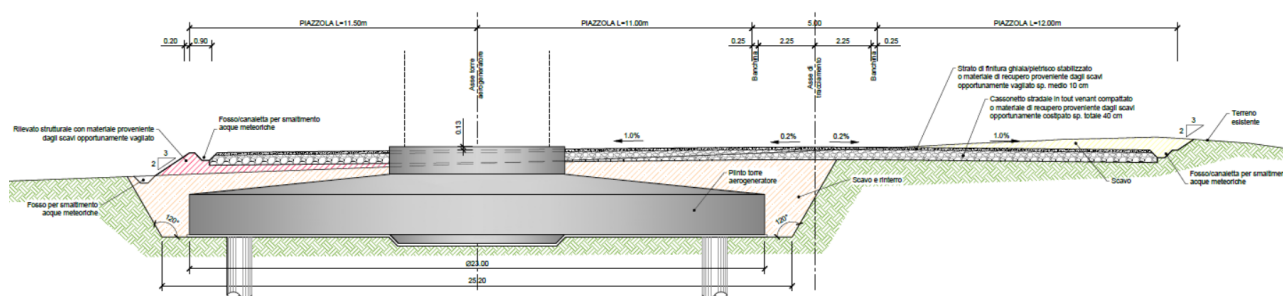 PIAZZOLA L=11.50m
PIAZZOLA L=11.00m
5.00
PIAZZOLA L=12.00m
0.20
0.90
0.25
2.25
2.25
0.25
Asse torre
aerogeneratore
Banchina
Asse di
tracciamento
Banchina
Strato di finitura ghiaia/pietrisco stabilizzato
o materiale di recupero proveniente dagli scavi
opportunamente vagliato sp. medio 10 cm
Cassonetto stradale in tout venant compattato
o materiale di recupero proveniente dagli scavi
opportunamente costipato sp. totale 40 cm
Terreno
esistente
3
2
Fosso/canaletta per smaltimento
acque meteoriche
Rilevato strutturale con materiale proveniente
dagli scavi opportunamente vagliato
3
2
0.13
1.0%
0.2%
0.2%
1.0%
Plinto torre
aerogeneratore
Scavo e rinterro
Scavo
Fosso/canaletta per smaltim
acque meteoriche
Fosso per smaltimento
acque meteoriche
120°
120°
Ø23.00
25.20